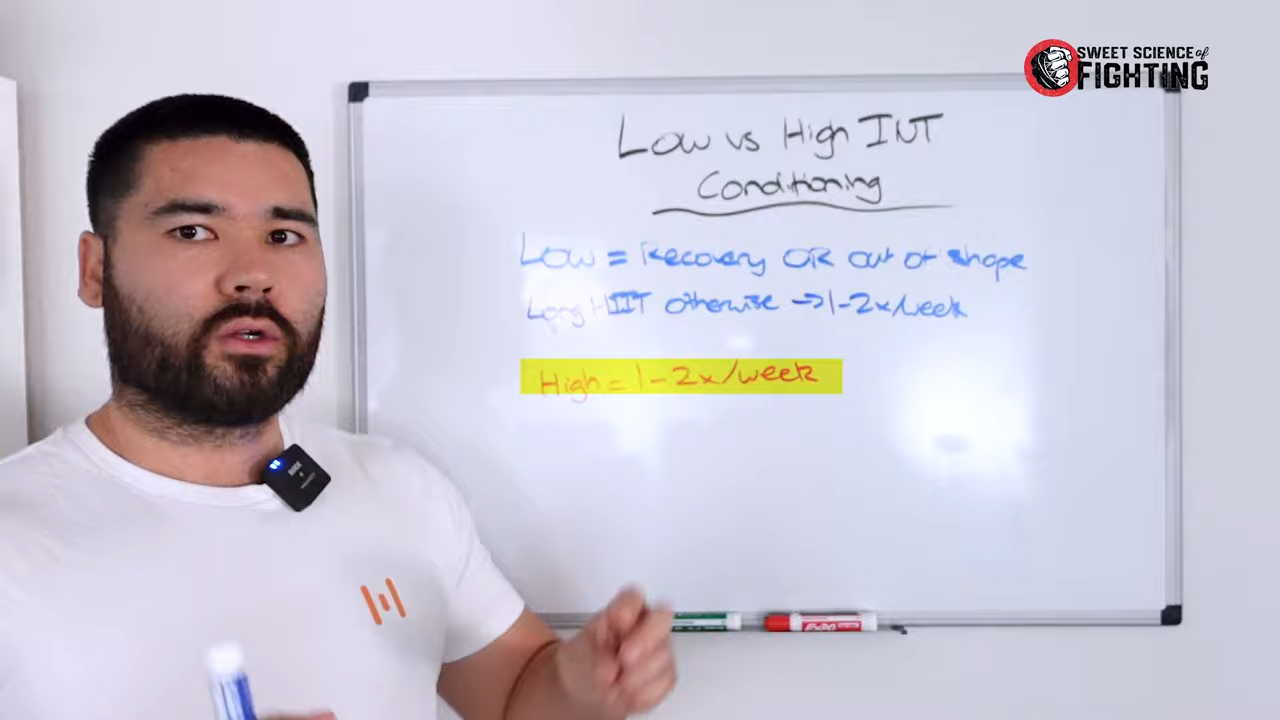 SWEET SCIENCE of
FIGHTING
Low vs High INT
Conditioning
Low = Recovery OR out of shape
Long HIIT otherwise → 1-2x/week
High = 1-2x/week